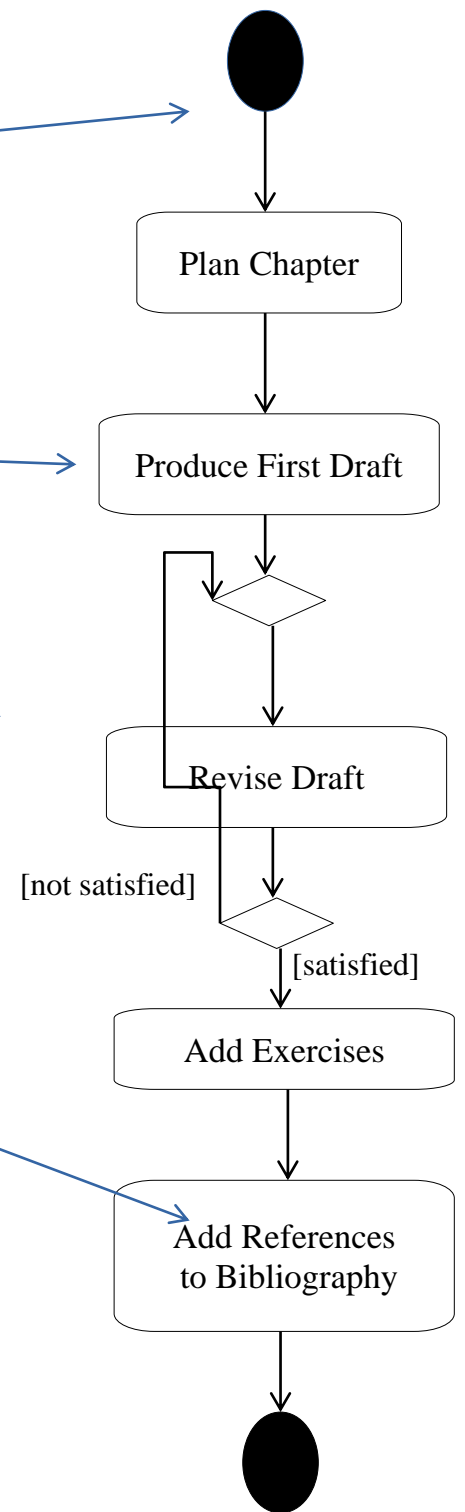 Plan Chapter
Produce First Draft
Revise Draft
[not satisfied]
[satisfied]
Add Exercises
Add References
to Bibliography